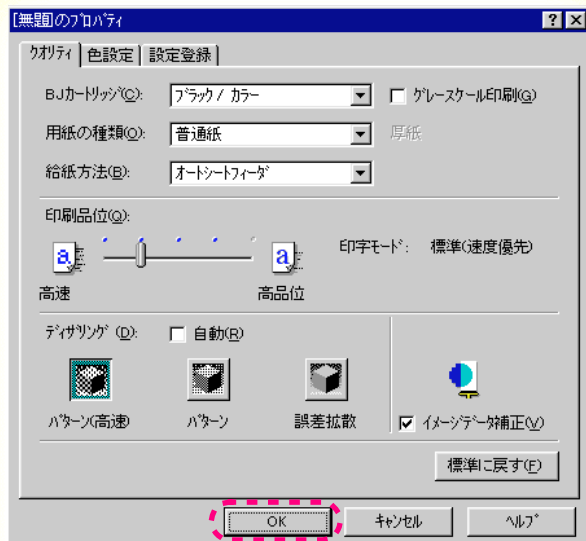 [無題]のﾌﾟﾛﾊﾟﾃｨ
ｸｵﾘﾃｨ 色設定 設定登録
BJｶｰﾄﾘｯｼﾞ(C): ﾌﾞﾗｯｸ / ｶﾗｰ ｸﾞﾚｰｽｹｰﾙ印刷(G)
用紙の種類(O): 普通紙 厚紙
給紙方法(B): ｵｰﾄｼｰﾄﾌｨｰﾀﾞ
印刷品位(Q):
印字ﾓｰﾄﾞ: 標準(速度優先)
高速 高品位
ﾃﾞｨｻﾞﾘﾝｸﾞ (D): 自動(R)
ﾊﾟﾀｰﾝ(高速) ﾊﾟﾀｰﾝ 誤差拡散 ｲﾒｰｼﾞﾃﾞｰﾀ補正(V)
標準に戻す(F)
OK ｷｬﾝｾﾙ ﾍﾙﾌﾟ